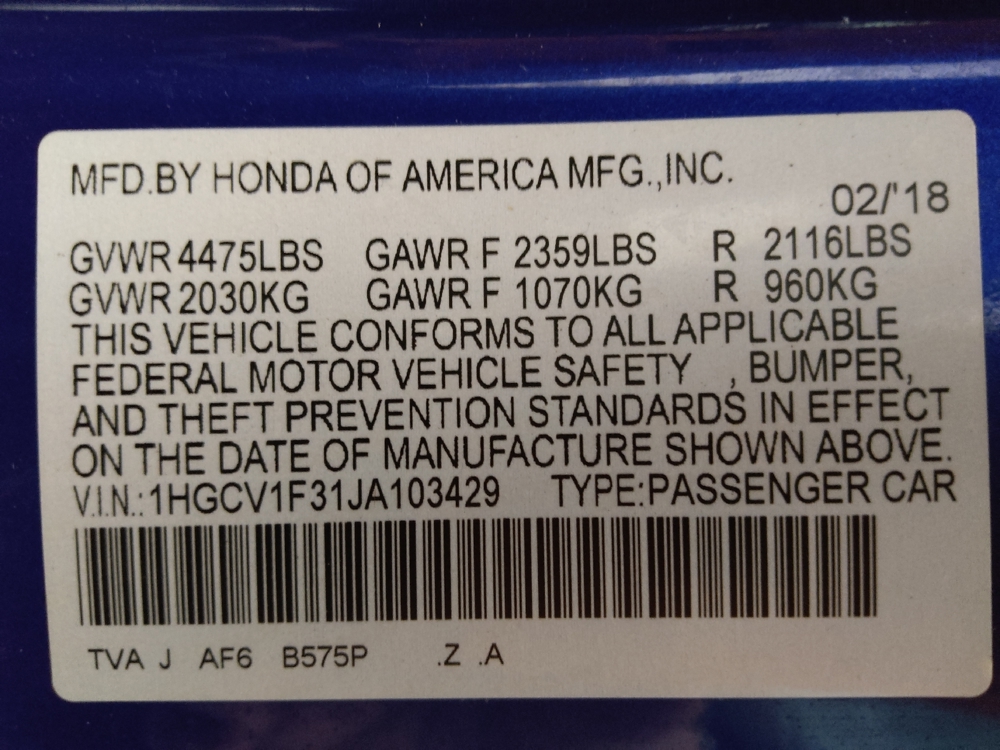 MFD.BY HONDA OF AMERICA MFG.,INC.
02/'18
GVWR 4475LBS GAWR F 2359LBS R 2116LBS
GVWR 2030KG GAWR F 1070KG R 960KG
THIS VEHICLE CONFORMS TO ALL APPLICABLE
FEDERAL MOTOR VEHICLE SAFETY , BUMPER,
AND THEFT PREVENTION STANDARDS IN EFFECT
ON THE DATE OF MANUFACTURE SHOWN ABOVE.
V.I.N.:1HGCV1F31JA103429 TYPE:PASSENGER CAR
TVA J AF6 B575P .Z .A